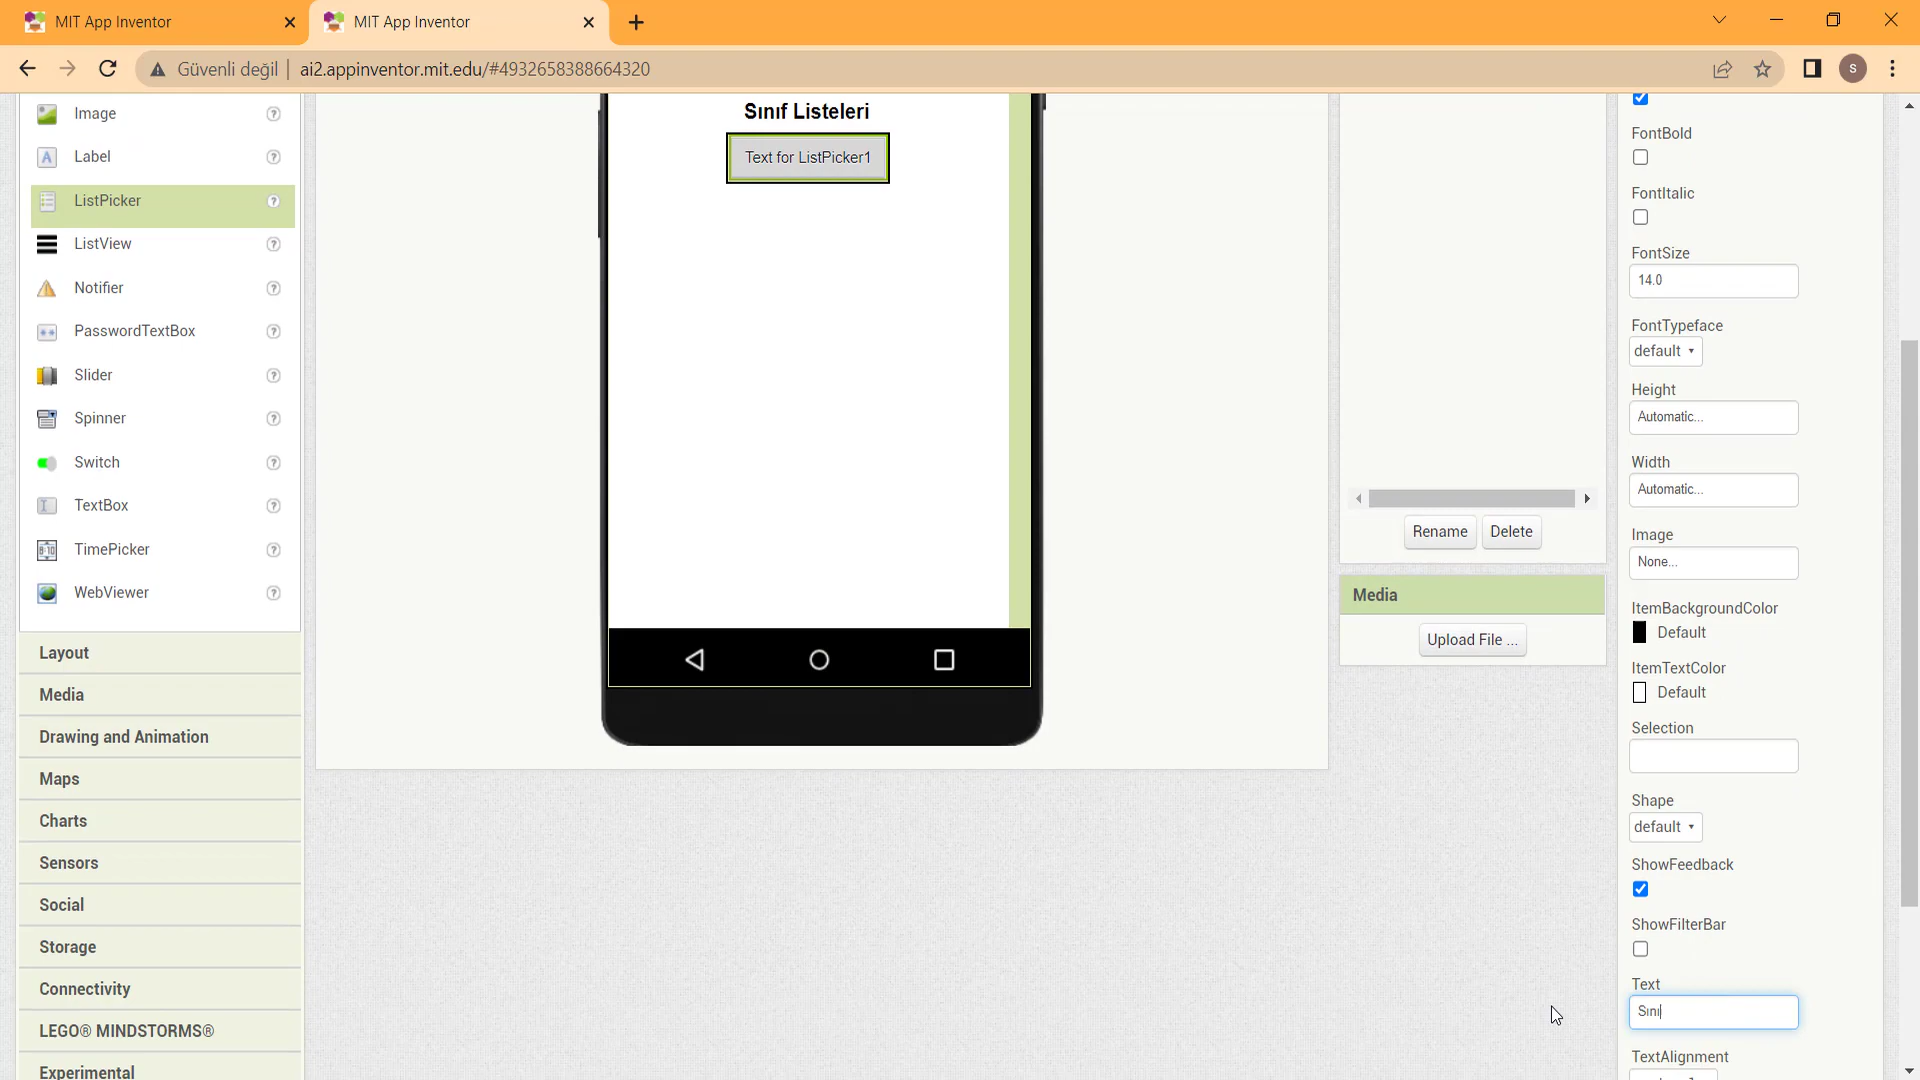 MIT App Inventor
MIT App Inventor
Güvenli değil
ai2.appinventor.mit.edu/#4932658388664320
S
Image
Label
ListPicker
ListView
Notifier
PasswordTextBox
Slider
Spinner
Switch
TextBox
TimePicker
WebViewer
Layout
Media
Drawing and Animation
Maps
Charts
Sensors
Social
Storage
Connectivity
LEGO® MINDSTORMS®
Experimental
Sınıf Listeleri
Text for ListPicker1
Rename
Delete
Media
Upload File ...
FontBold
FontItalic
FontSize
14.0
FontTypeface
default
Height
Automatic...
Width
Automatic...
Image
None...
ItemBackgroundColor
Default
ItemTextColor
Default
Selection
Shape
default
ShowFeedback
ShowFilterBar
Text
Sını
TextAlignment